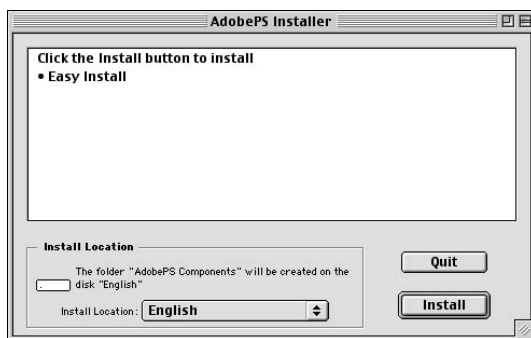 AdobePS Installer
Click the Install button to install
• Easy Install
Install Location
The folder "AdobePS Components" will be created on the
disk "English"
Install Location: English
Quit
Install